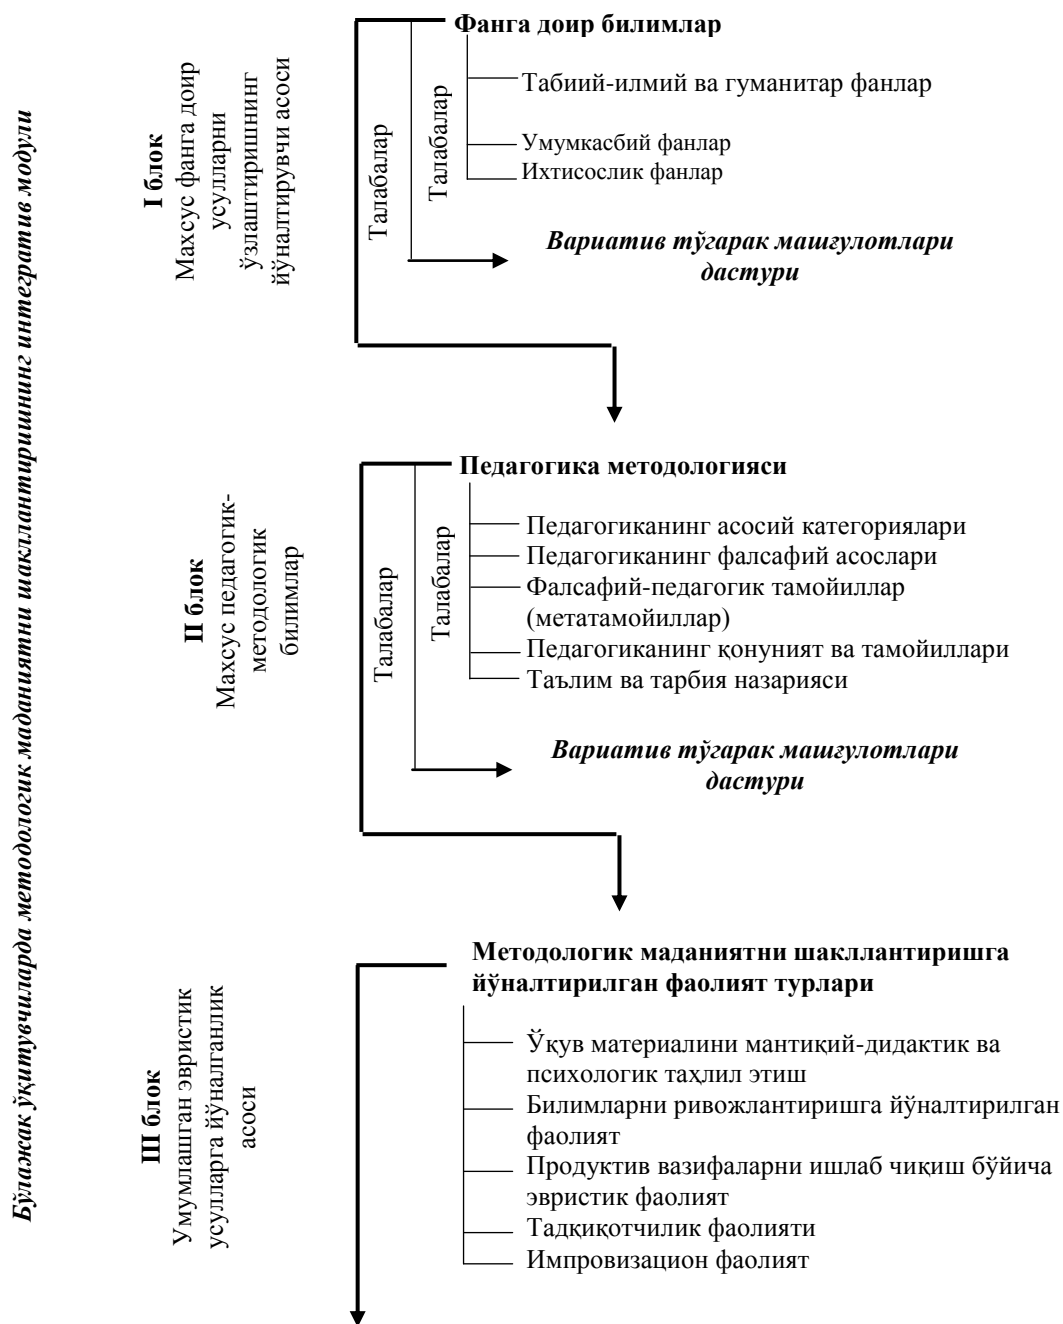 Бўлажак ўқитувчиларда методологик маданиятни шакллантиришнинг интегратив модули
I блок
Махсус фанга доир
усулларни
ўзлаштиришнинг
йўналтирувчи асоси
Талабалар
Талабалар
Фанга доир билимлар
Табиий-илмий ва гуманитар фанлар
Умумкасбий фанлар
Ихтисослик фанлар
Вариатив тўгарак машғулотлари
дастури
II блок
Махсус педагогик-
методологик
билимлар
Талабалар
Талабалар
Педагогика методологияси
Педагогиканинг асосий категориялари
Педагогиканинг фалсафий асослари
Фалсафий-педагогик тамойиллар
(метатамойиллар)
Педагогиканинг қонуният ва тамойиллари
Таълим ва тарбия назарияси
Вариатив тўгарак машғулотлари
дастури
III блок
Умумлашган эвристик
усулларга йўналганлик
асоси
Методологик маданиятни шакллантиришга
йўналтирилган фаолият турлари
Ўқув материалини мантиқий-дидактик ва
психологик таҳлил этиш
Билимларни ривожлантиришга йўналтирилган
фаолият
Продуктив вазифаларни ишлаб чиқиш бўйича
эвристик фаолият
Тадқиқотчилик фаолияти
Импровизацион фаолият